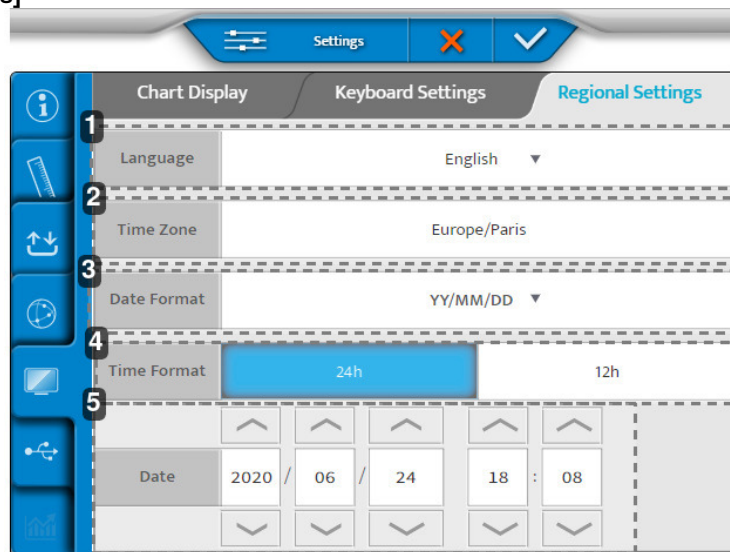 s]
Settings
Chart Display Keyboard Settings Regional Settings
1
Language English
2
Time Zone Europe/Paris
3
Date Format YY/MM/DD
4
Time Format 24h 12h
5
Date 2020 / 06 / 24 18 : 08